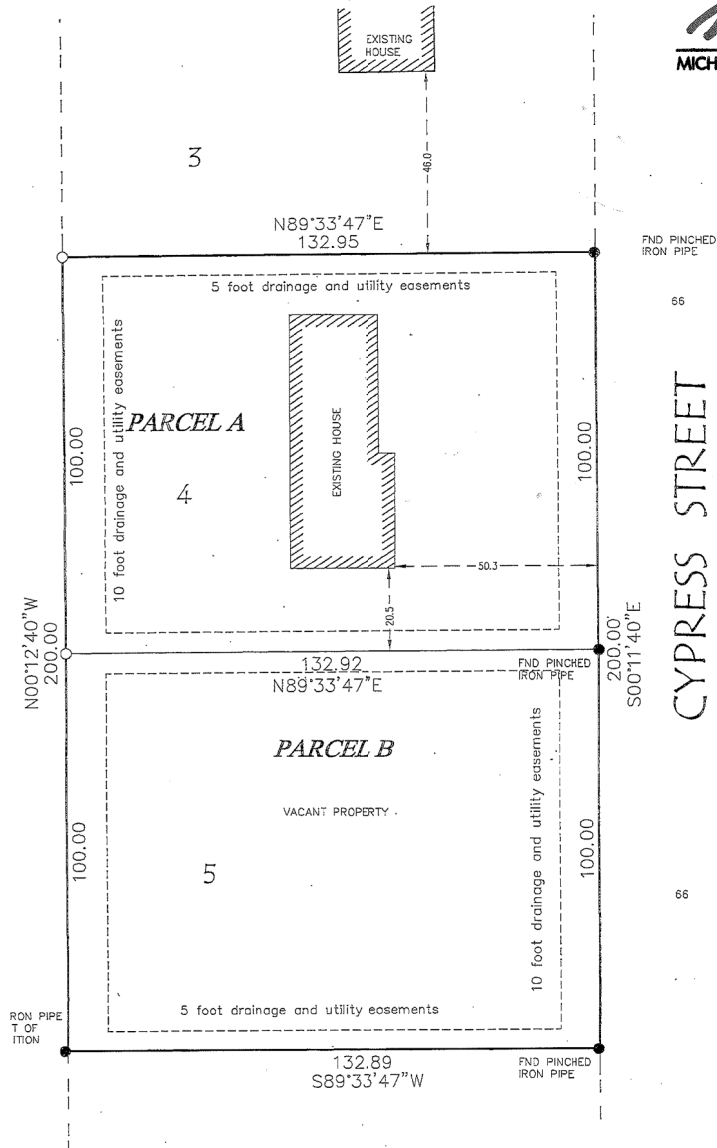 EXISTING
HOUSE
MICH
3
46.0
N89°33'47"E
132.95
FND PINCHED
IRON PIPE
66
5 foot drainage and utility easements
10 foot drainage and utility easements
PARCEL A
EXISTING HOUSE
100.00
100.00
4
CYPRESS STREET
50.3
20.5
N00°12'40"W
200.00
200.00
S00°11'40"E
132.92
N89°33'47"E
FND PINCHED
IRON PIPE
PARCEL B
VACANT PROPERTY
10 foot drainage and utility easements
100.00
100.00
5
66
5 foot drainage and utility easements
RON PIPE
T OF
ITION
132.89
S89°33'47"W
FND PINCHED
IRON PIPE